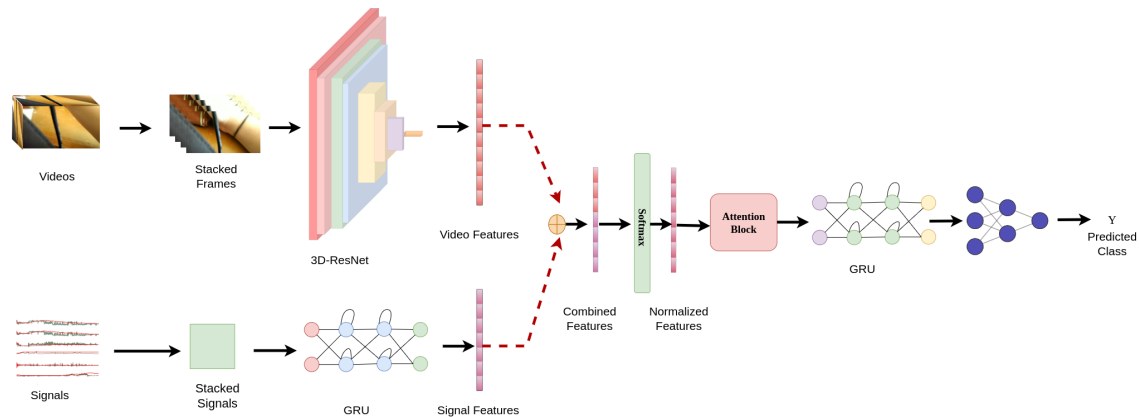 Videos
Stacked
Frames
3D-ResNet
Video Features
Signals
Stacked
Signals
GRU
Signal Features
Combined
Features
Softmax
Normalized
Features
Attention
Block
GRU
Y
Predicted
Class